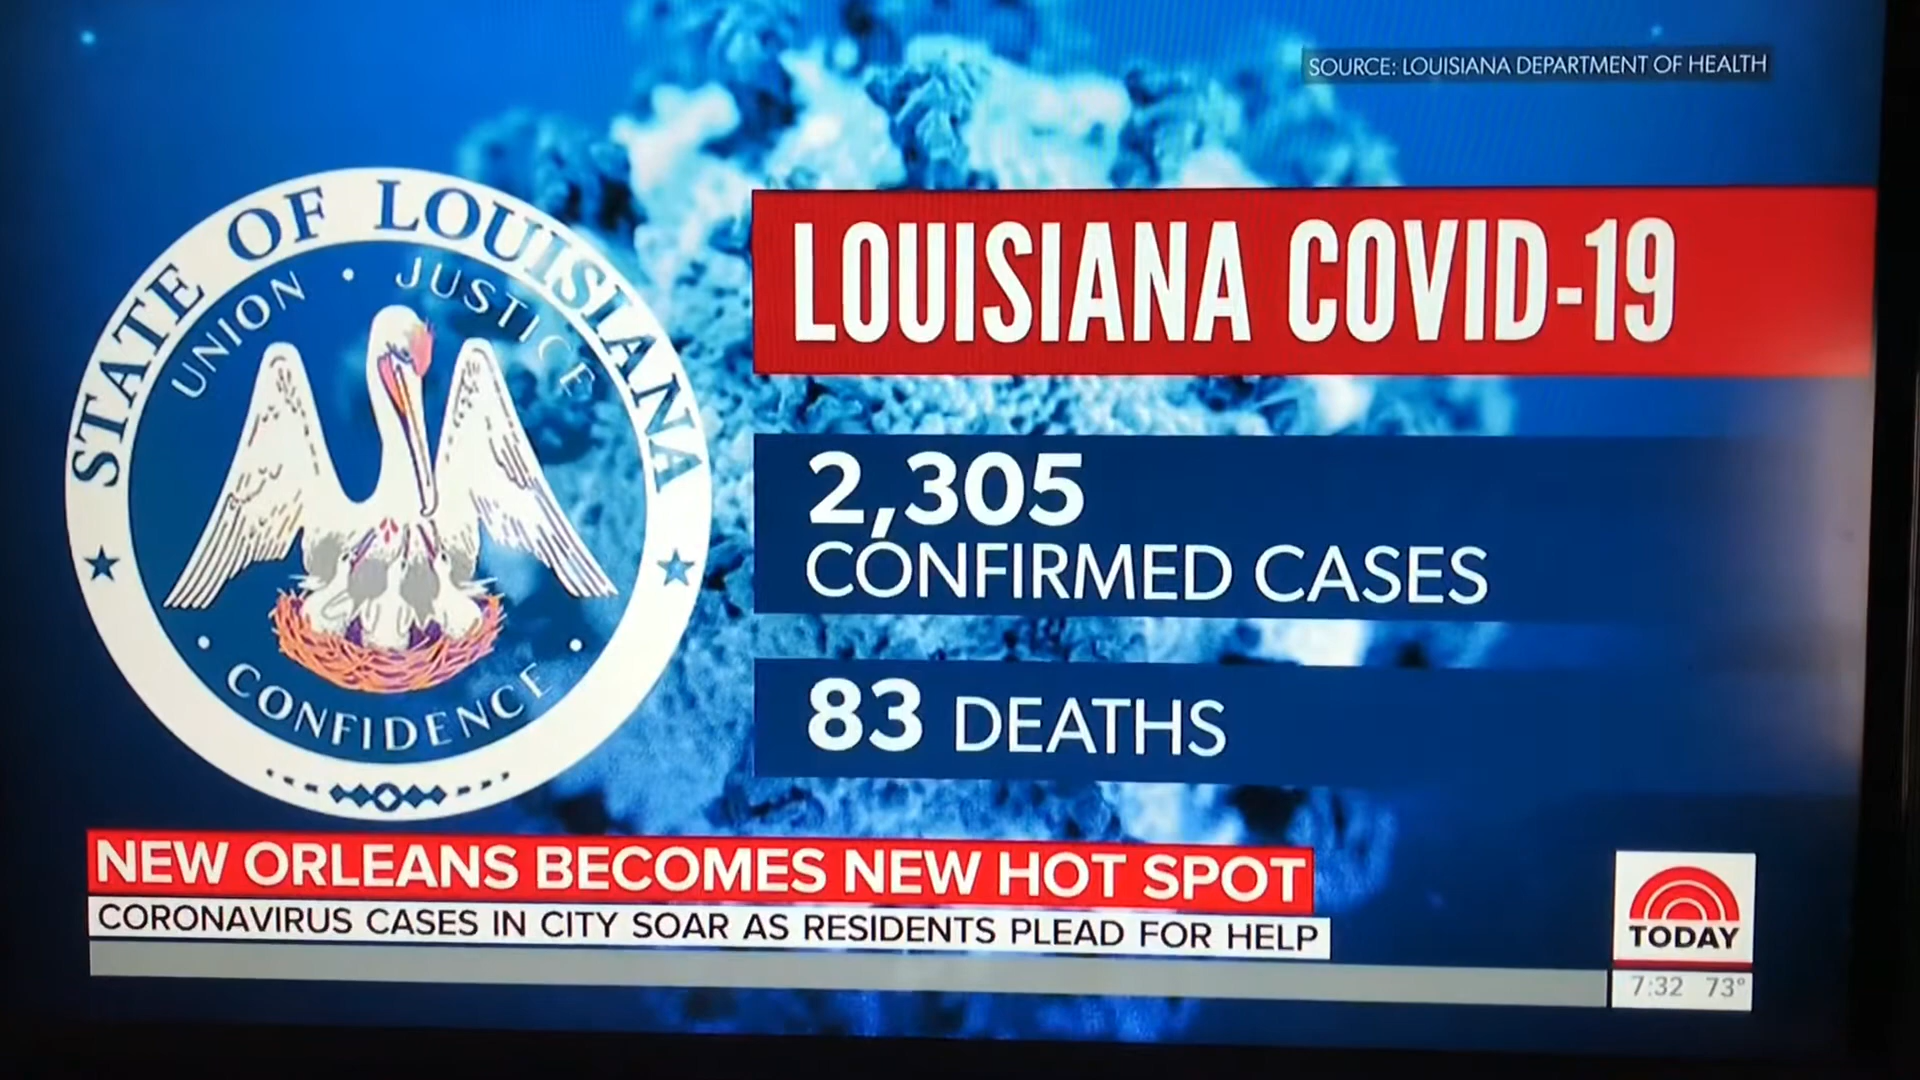 SOURCE: LOUISIANA DEPARTMENT OF HEALTH
STATE OF LOUISIANA
UNION · JUSTICE
· CONFIDENCE ·
LOUISIANA COVID-19
2,305
CONFIRMED CASES
83 DEATHS
NEW ORLEANS BECOMES NEW HOT SPOT
CORONAVIRUS CASES IN CITY SOAR AS RESIDENTS PLEAD FOR HELP
TODAY
7:32 73°